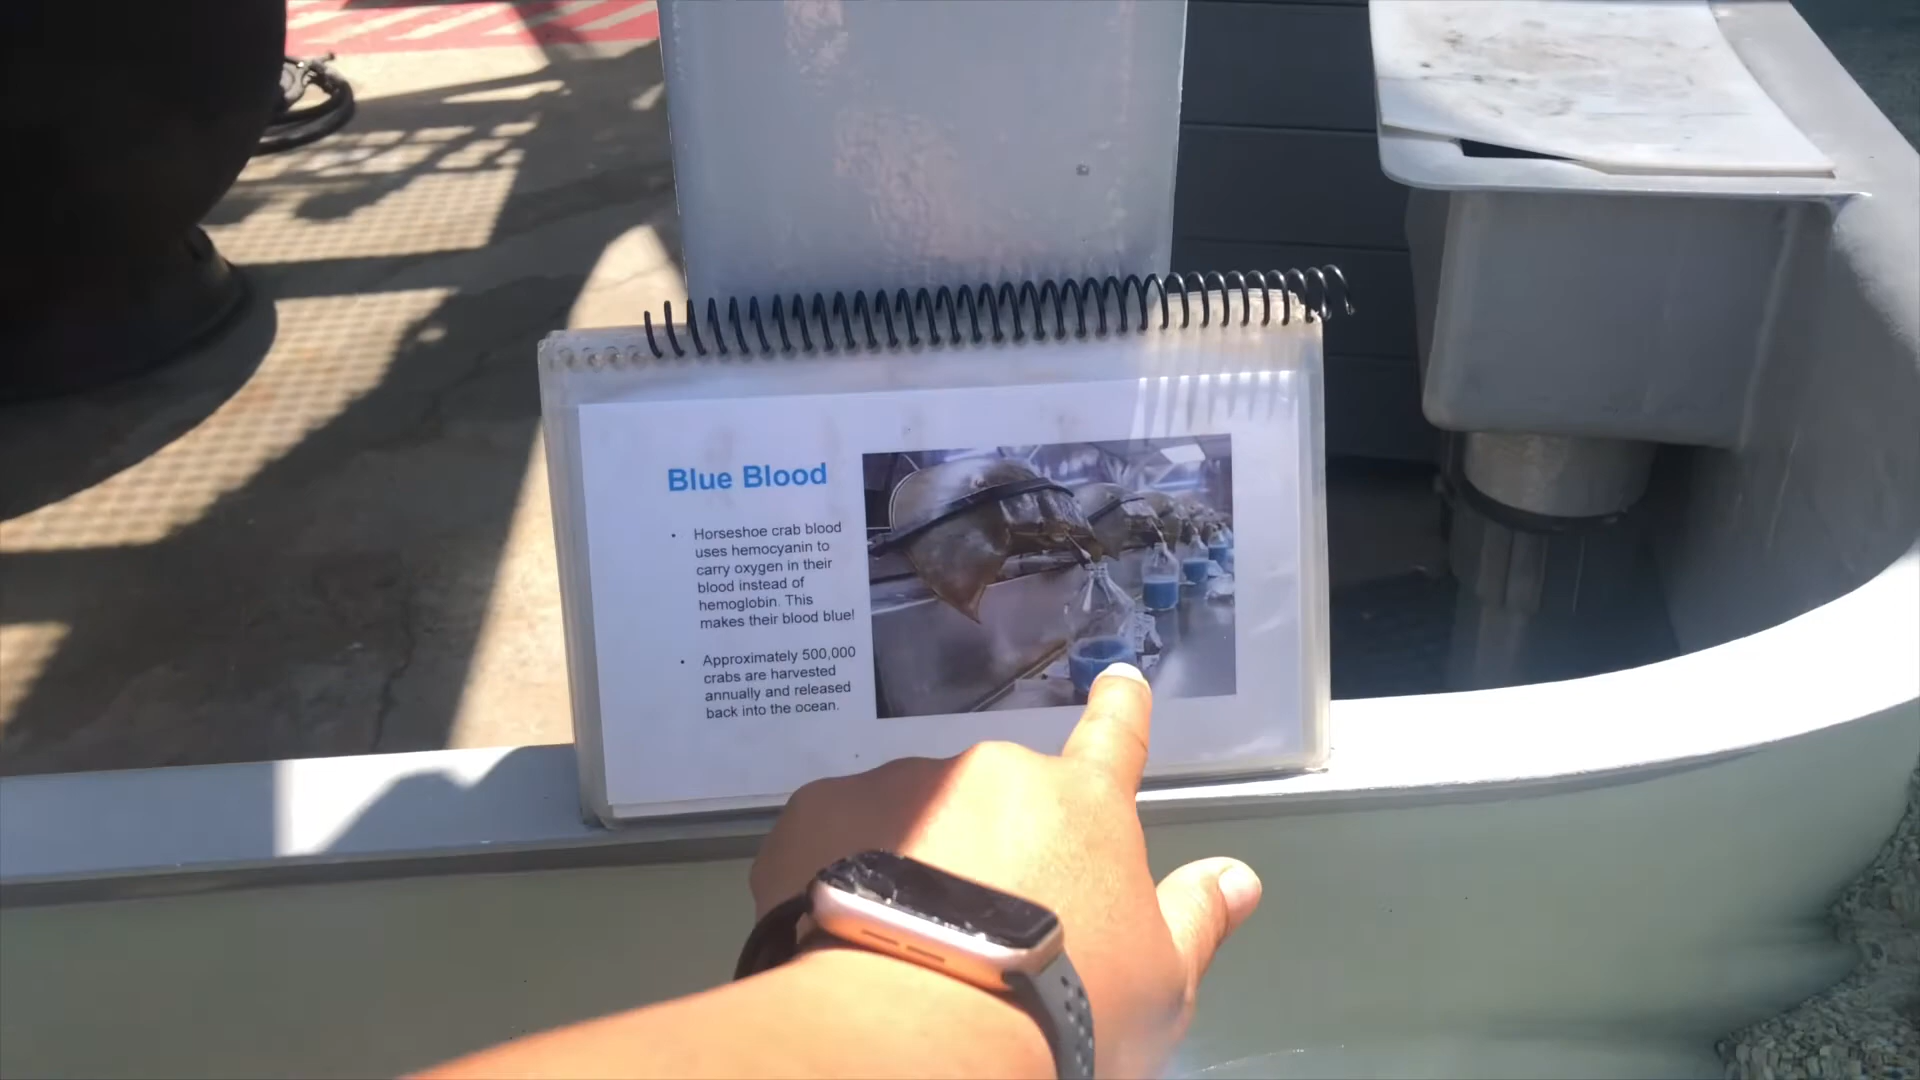 Blue Blood
• Horseshoe crab blood
uses hemocyanin to
carry oxygen in their
blood instead of
hemoglobin. This
makes their blood blue!
• Approximately 500,000
crabs are harvested
annually and released
back into the ocean.